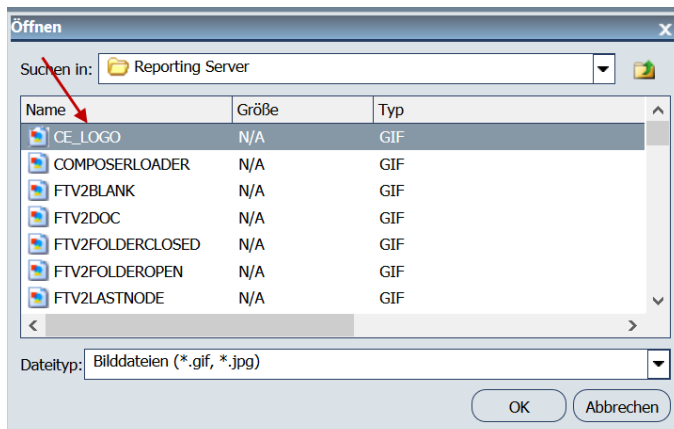 Öffnen x
Suchen in: Reporting Server
Name Größe Typ
CE_LOGO N/A GIF
COMPOSERLOADER N/A GIF
FTV2BLANK N/A GIF
FTV2DOC N/A GIF
FTV2FOLDERCLOSED N/A GIF
FTV2FOLDEROPEN N/A GIF
FTV2LASTNODE N/A GIF
Dateityp: Bilddateien (*.gif, *.jpg)
OK Abbrechen